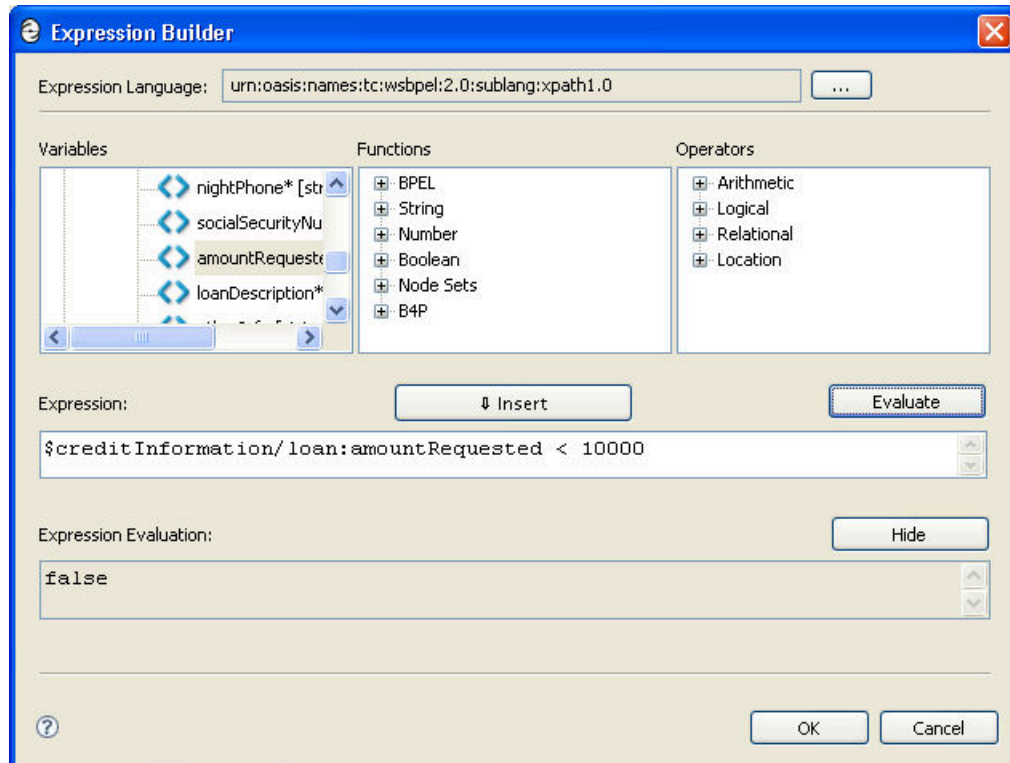 Expression Builder
Expression Language: urn:oasis:names:tc:wsbpel:2.0:sublang:xpath1.0 ...
Variables Functions Operators
nightPhone* [str
socialSecurityNu
amountRequeste
loanDescription*
BPEL
String
Number
Boolean
Node Sets
B4P
Arithmetic
Logical
Relational
Location
Expression: ⇩ Insert Evaluate
$creditInformation/loan:amountRequested < 10000
Expression Evaluation: Hide
false
? OK Cancel